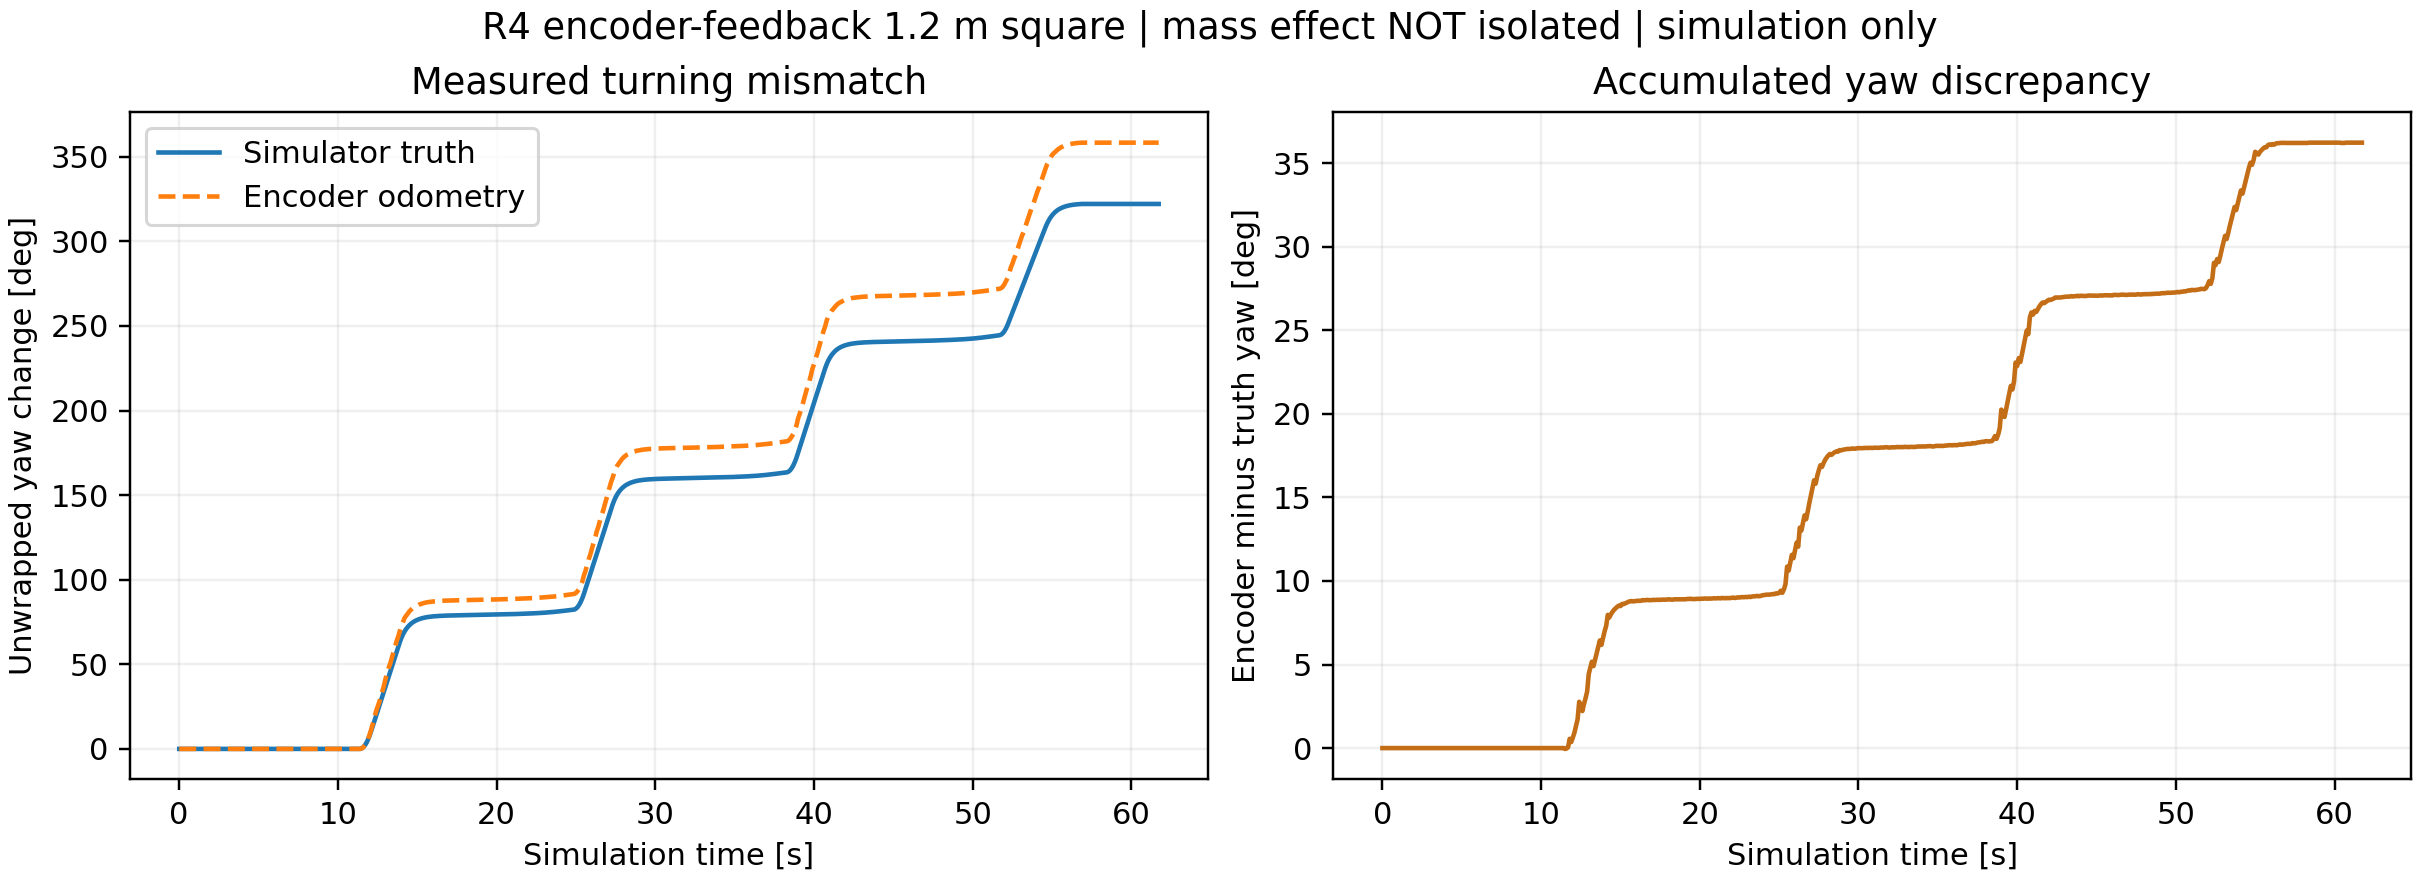 R4 encoder-feedback 1.2 m square | mass effect NOT isolated | simulation only
Measured turning mismatch
Unwrapped yaw change [deg]
350
300
250
200
150
100
50
0
Simulator truth
Encoder odometry
0 10 20 30 40 50 60
Simulation time [s]
Accumulated yaw discrepancy
Encoder minus truth yaw [deg]
35
30
25
20
15
10
5
0
0 10 20 30 40 50 60
Simulation time [s]